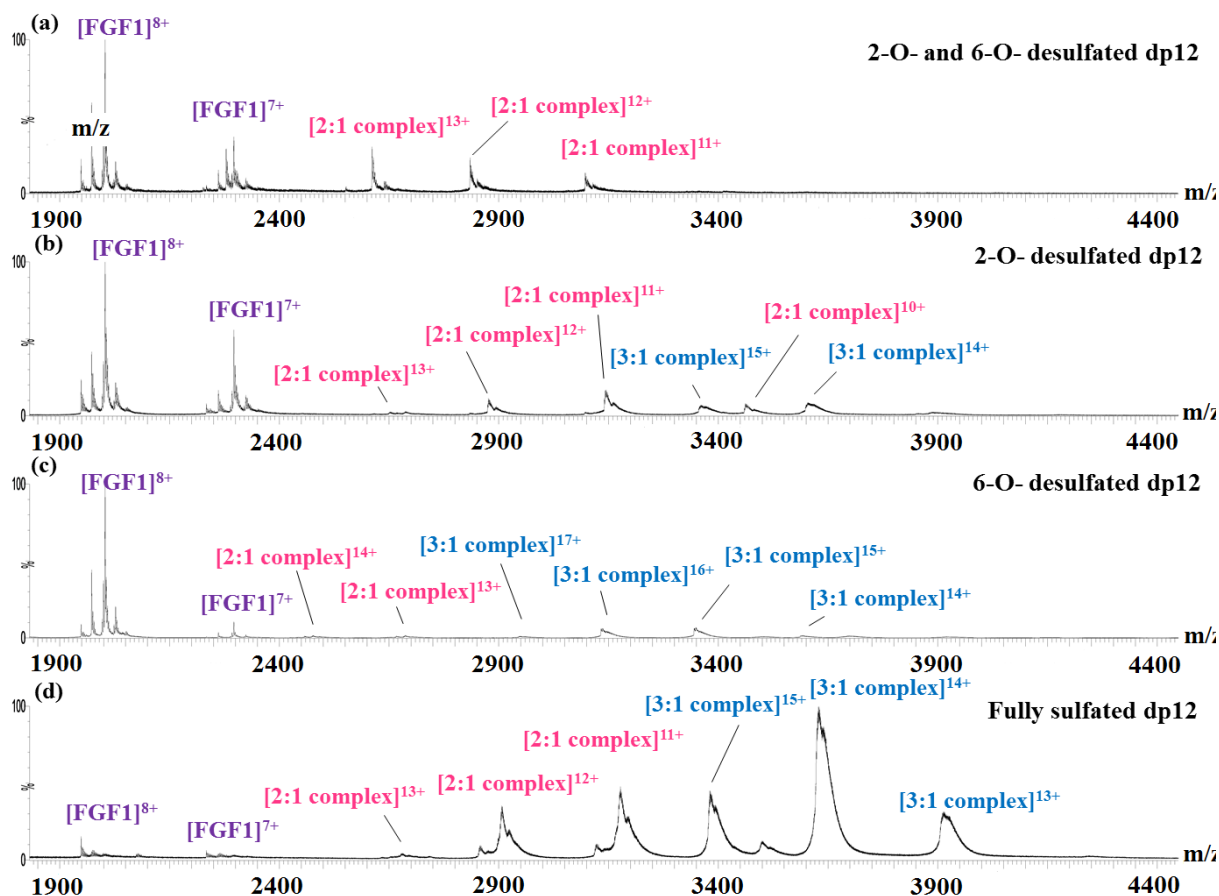 (a)
[FGF1]8+
100
2-O- and 6-O- desulfated dp12
[FGF1]7+
[2:1 complex]13+
[2:1 complex]12+
[2:1 complex]11+
%
m/z
0
m/z
1900 2400 2900 3400 3900 4400
(b)
[FGF1]8+
100
2-O- desulfated dp12
[FGF1]7+
[2:1 complex]11+
[2:1 complex]10+
[2:1 complex]12+
[3:1 complex]15+
[3:1 complex]14+
%
[2:1 complex]13+
0
m/z
1900 2400 2900 3400 3900 4400
(c)
[FGF1]8+
100
6-O- desulfated dp12
[2:1 complex]14+
[3:1 complex]17+
[3:1 complex]15+
%
[FGF1]7+
[2:1 complex]13+
[3:1 complex]16+
[3:1 complex]14+
0
m/z
1900 2400 2900 3400 3900 4400
(d)
100
[3:1 complex]15+
[3:1 complex]14+
Fully sulfated dp12
[2:1 complex]11+
%
[2:1 complex]12+
[2:1 complex]13+
[3:1 complex]13+
[FGF1]8+
[FGF1]7+
0
m/z
1900 2400 2900 3400 3900 4400